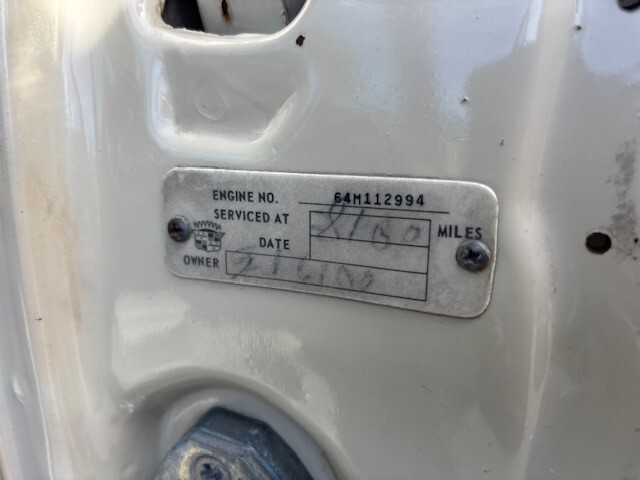 ENGINE NO. 64M112994
SERVICED AT MILES
DATE
OWNER